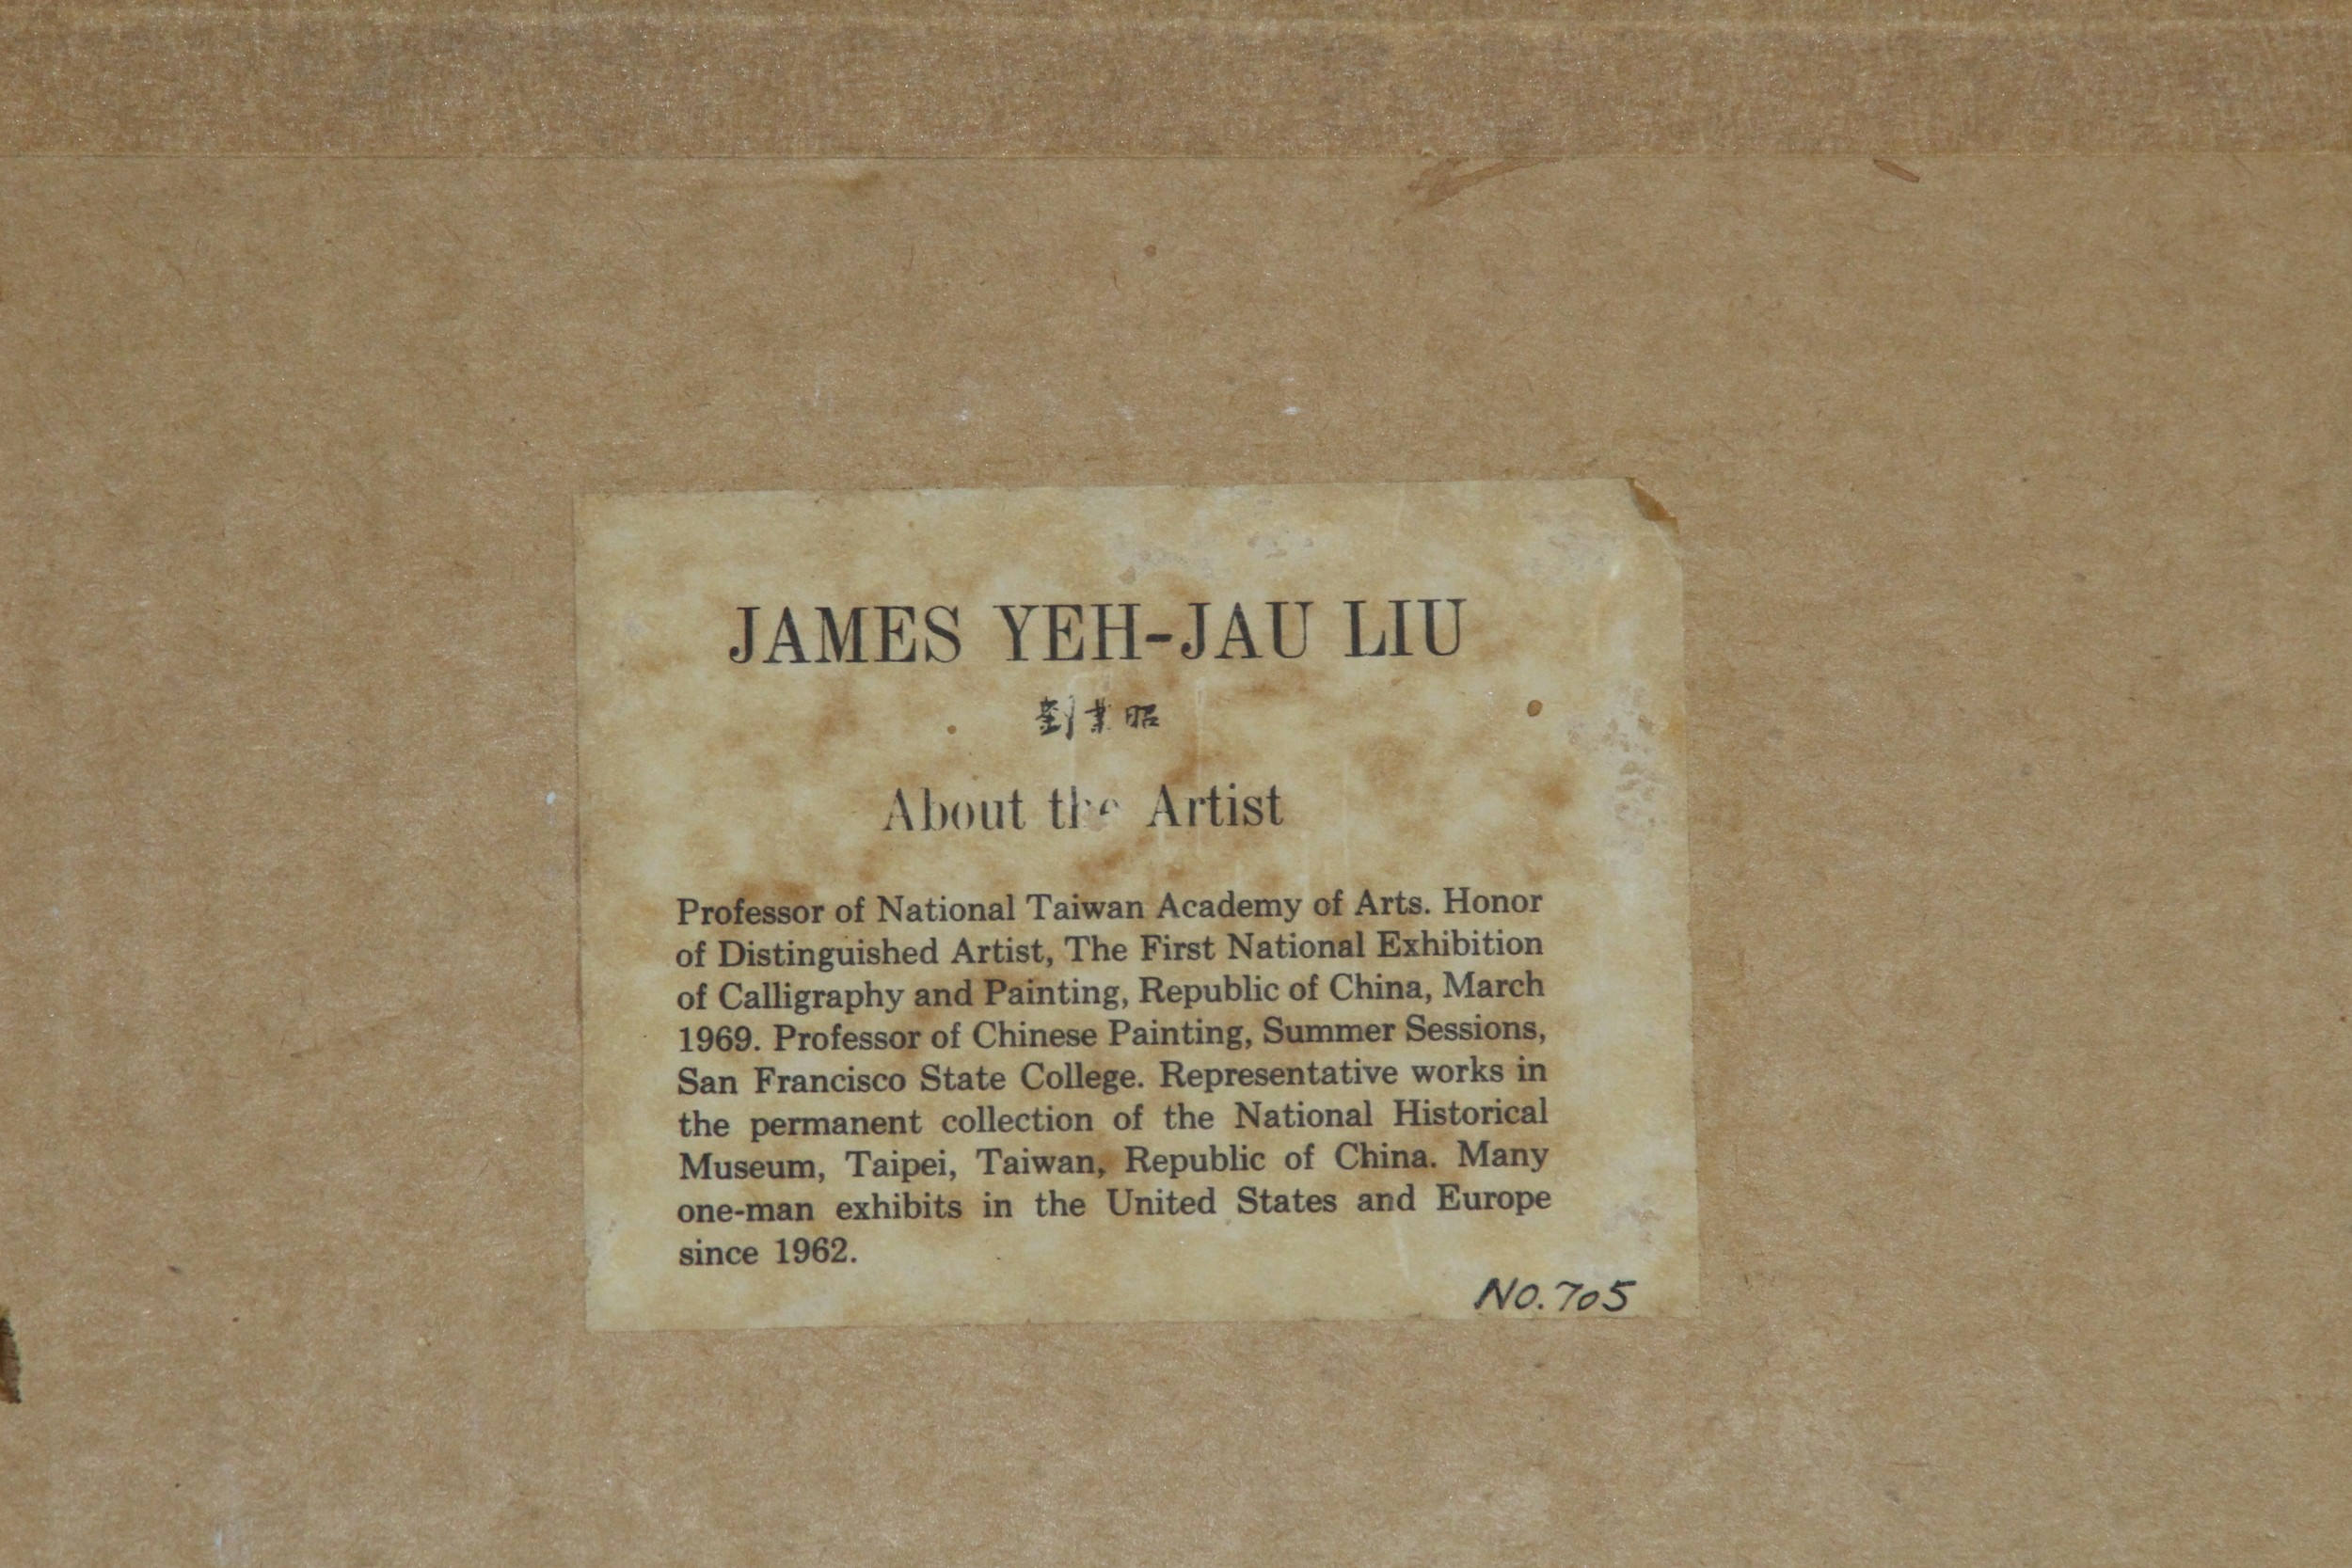 JAMES YEH-JAU LIU
劉業昭
About the Artist
Professor of National Taiwan Academy of Arts. Honor
of Distinguished Artist, The First National Exhibition
of Calligraphy and Painting, Republic of China, March
1969. Professor of Chinese Painting, Summer Sessions,
San Francisco State College. Representative works in
the permanent collection of the National Historical
Museum, Taipei, Taiwan, Republic of China. Many
one-man exhibits in the United States and Europe
since 1962.
NO. 705